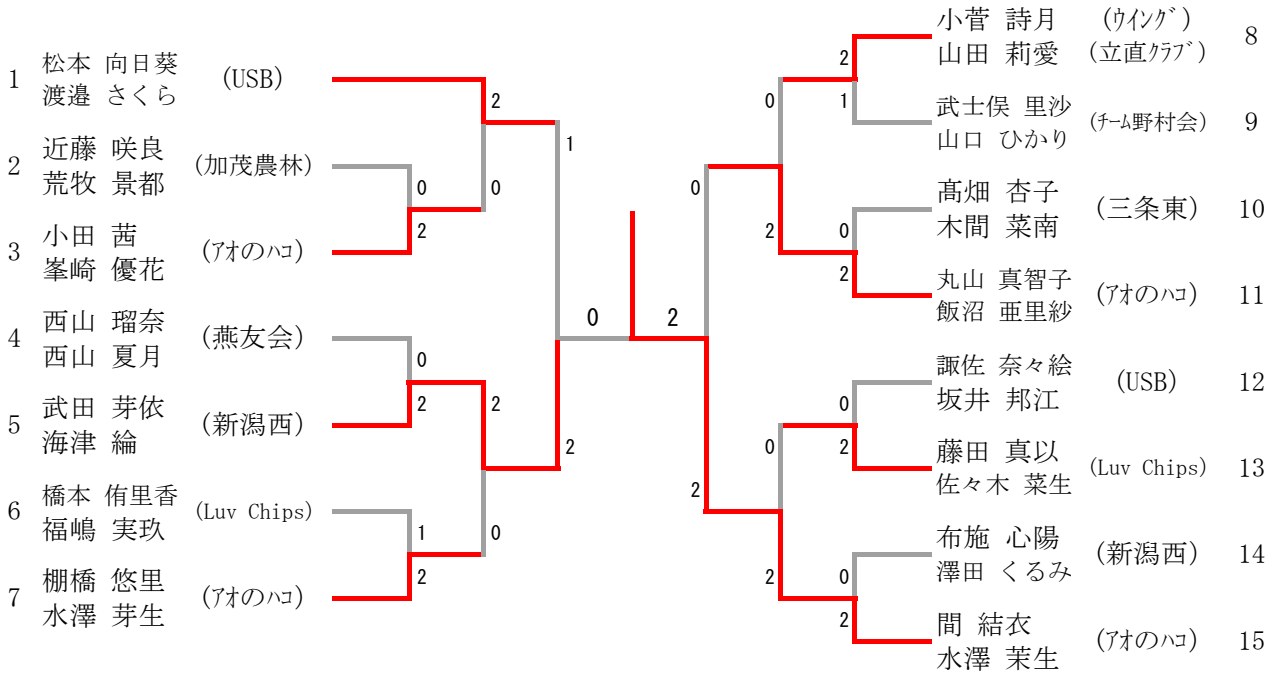 1 松本 向日葵 (USB)
渡邉 さくら
2
0
2 近藤 咲良 (加茂農林)
荒牧 景都
0
2
3 小田 茜 (アオのハコ)
峯崎 優花
1
2
4 西山 瑠奈 (燕友会)
西山 夏月
0
2
5 武田 芽依 (新潟西)
海津 綸
2
0
6 橋本 侑里香 (Luv Chips)
福嶋 実玖
1
2
7 棚橋 悠里 (アオのハコ)
水澤 芽生
0 2
小菅 詩月 (ウイング) 8
山田 莉愛 (立直クラブ)
2
1
武士俣 里沙 (チーム野村会) 9
山口 ひかり
0
2
髙畑 杏子 (三条東) 10
木間 菜南
0
2
丸山 真智子 (アオのハコ) 11
飯沼 亜里紗
0
2
諏佐 奈々絵 (USB) 12
坂井 邦江
0
2
藤田 真以 (Luv Chips) 13
佐々木 菜生
0
2
布施 心陽 (新潟西) 14
澤田 くるみ
0
2
間 結衣 (アオのハコ) 15
水澤 茉生